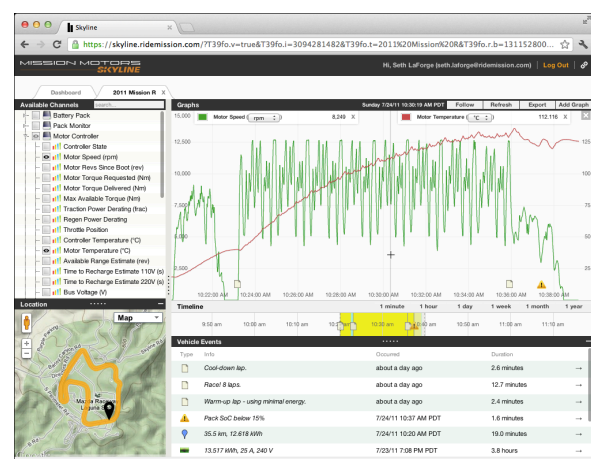 Skyline
https://skyline.ridemission.com/?T39fo.v=true&T39fo.i=3094281482&T39fo.t=2011%20Mission%20R&T39fo.r.b=131152800...
MISSION MOTORS
SKYLINE
Hi, Seth LaForge (seth.laforge@ridemission.com) | Log Out
Dashboard
2011 Mission R X
Available Channels search...
Battery Pack
Pack Monitor
Motor Controller
Controller State
Motor Speed (rpm)
Motor Revs Since Boot (rev)
Motor Torque Requested (Nm)
Motor Torque Delivered (Nm)
Max Available Torque (Nm)
Traction Power Derating (frac)
Regen Power Derating
Throttle Position
Controller Temperature (°C)
Motor Temperature (°C)
Available Range Estimate (rev)
Time to Recharge Estimate 110V (s)
Time to Recharge Estimate 220V (s)
Bus Voltage (V)
Graphs Sunday 7/24/11 10:30:19 AM PDT Follow Refresh Export Add Graph
Motor Speed ( rpm ) 8,249 X
Motor Temperature ( °C ) 112.116 X
15,000
12,500
10,000
7,500
5,000
2,500
125
100
75
50
25
10:22:00 AM 10:24:00 AM 10:26:00 AM 10:28:00 AM 10:30:00 AM 10:32:00 AM 10:34:00 AM 10:36:00 AM 10:38:00 AM
Location
Map
Mazda Raceway
Laguna S
Timeline 1 minute 1 hour 1 day 1 week 1 month 1 year
9:50 am 10:00 am 10:10 am 10:30 am 10:40 am 10:50 am 11:00 am 11:10 am
Vehicle Events
Type Info Occurred Duration
Cool-down lap. about a day ago 2.6 minutes →
Race! 8 laps. about a day ago 12.7 minutes →
Warm-up lap - using minimal energy. about a day ago 2.4 minutes →
Pack SoC below 15% 7/24/11 10:37 AM PDT 1.6 minutes →
35.5 km, 12.618 kWh 7/24/11 10:20 AM PDT 19.0 minutes →
13.517 kWh, 25 A, 240 V 7/23/11 7:08 PM PDT 3.8 hours →